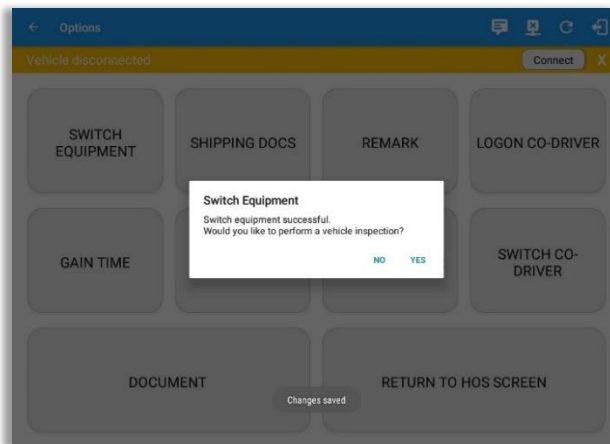 Options
Vehicle disconnected
Connect
X
SWITCH
EQUIPMENT
SHIPPING DOCS
REMARK
LOGON CO-DRIVER
Switch Equipment
Switch equipment successful.
Would you like to perform a vehicle inspection?
NO YES
GAIN TIME
SWITCH CO-
DRIVER
DOCUMENT
RETURN TO HOS SCREEN
Changes saved